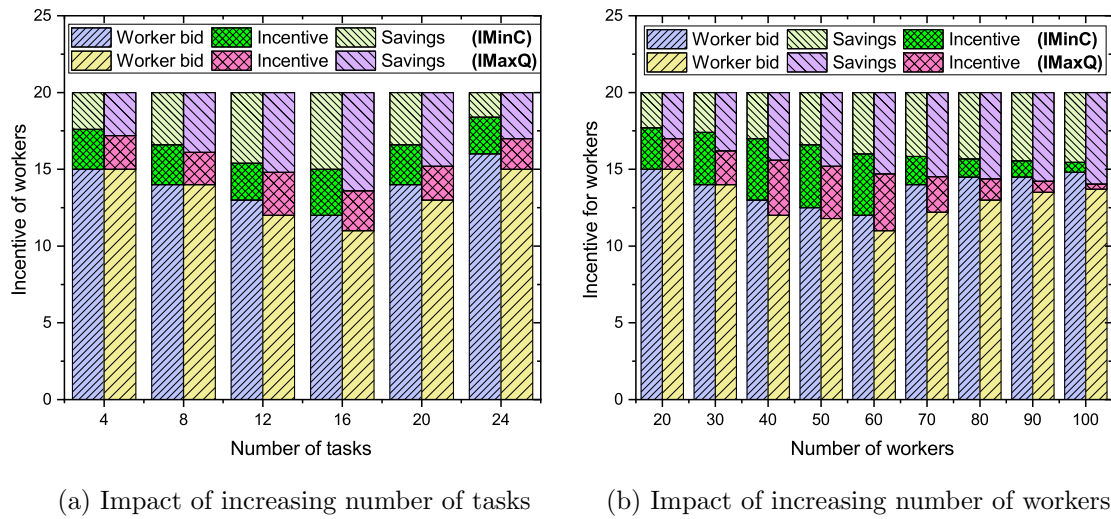 Worker bid Incentive Savings (IMinC)
Worker bid Incentive Savings (IMaxQ)
25
20
15
10
5
0
Incentive of workers
4 8 12 16 20 24
Number of tasks
(a) Impact of increasing number of tasks
Worker bid Savings Incentive (IMinC)
Worker bid Savings Incentive (IMaxQ)
25
20
15
10
5
0
Incentive for workers
20 30 40 50 60 70 80 90 100
Number of workers
(b) Impact of increasing number of workers